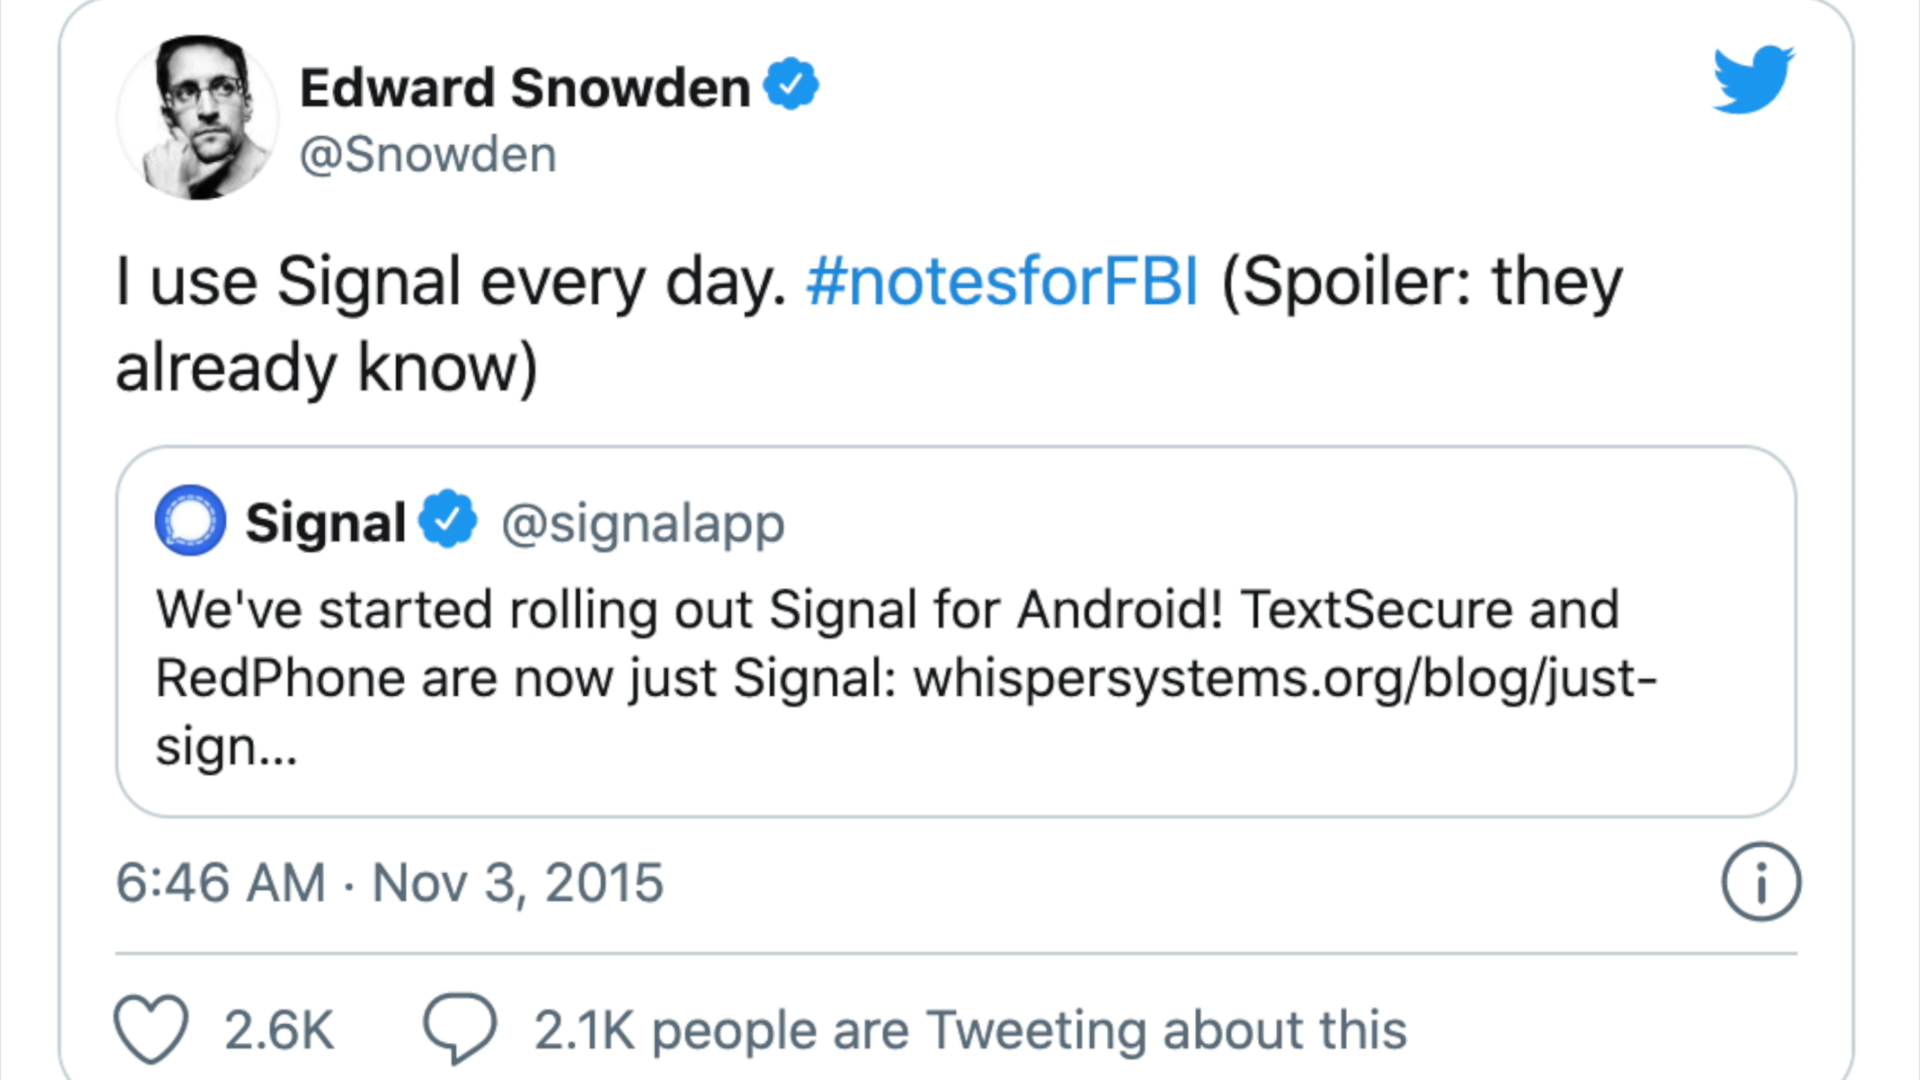 Edward Snowden
@Snowden
I use Signal every day. #notesforFBI (Spoiler: they
already know)
Signal @signalapp
We've started rolling out Signal for Android! TextSecure and
RedPhone are now just Signal: whispersystems.org/blog/just-
sign...
6:46 AM · Nov 3, 2015
2.6K 2.1K people are Tweeting about this